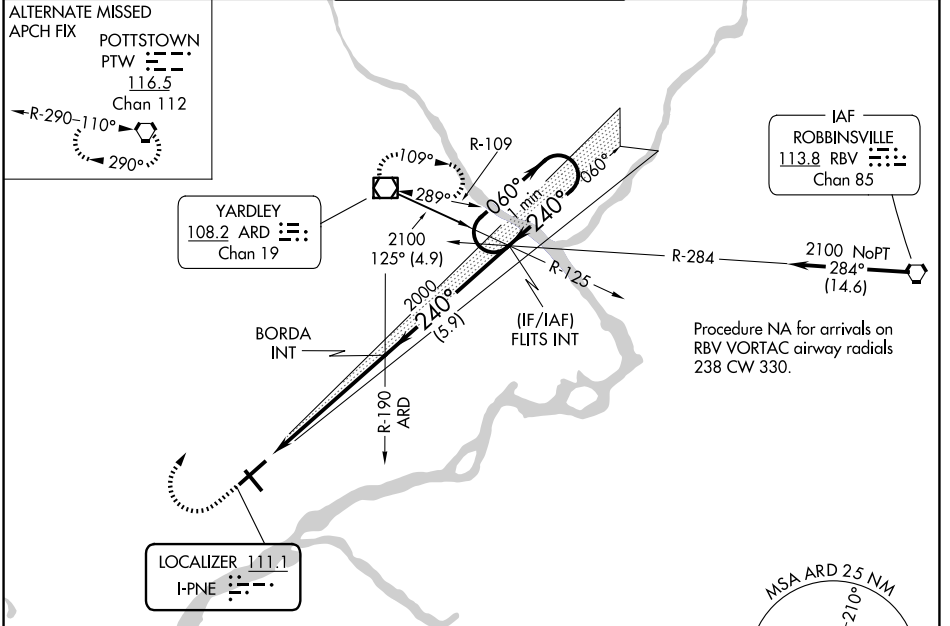 ALTERNATE MISSED
APCH FIX
POTTSTOWN
PTW
116.5
Chan 112
R-290
110°
290°
R-109
109°
289°
060°
1 min
060°
240°
IAF
ROBBINSVILLE
113.8 RBV
Chan 85
YARDLEY
108.2 ARD
Chan 19
2100
125° (4.9)
R-125
R-284
2100 NoPT
284°
(14.6)
2000
240°
(5.9)
(IF/IAF)
FLITS INT
BORDA
INT
Procedure NA for arrivals on
RBV VORTAC airway radials
238 CW 330.
R-190
ARD
LOCALIZER 111.1
I-PNE
MSA ARD 25 NM
210°